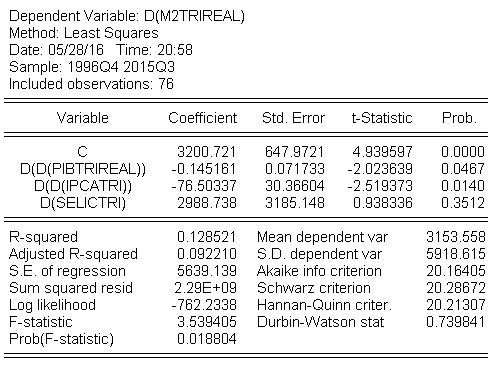 Dependent Variable: D(M2TRIREAL)
Method: Least Squares
Date: 05/28/16 Time: 20:58
Sample: 1996Q4 2015Q3
Included observations: 76
Variable Coefficient Std. Error t-Statistic Prob.
C 3200.721 647.9721 4.939597 0.0000
D(D(PIBTRIREAL)) -0.145161 0.071733 -2.023639 0.0467
D(D(IPCATRI)) -76.50337 30.36604 -2.519373 0.0140
D(SELICTRI) 2988.738 3185.148 0.938336 0.3512
R-squared 0.128521 Mean dependent var 3153.558
Adjusted R-squared 0.092210 S.D. dependent var 5918.615
S.E. of regression 5639.139 Akaike info criterion 20.16405
Sum squared resid 2.29E+09 Schwarz criterion 20.28672
Log likelihood -762.2338 Hannan-Quinn criter. 20.21307
F-statistic 3.539405 Durbin-Watson stat 0.739841
Prob(F-statistic) 0.018804